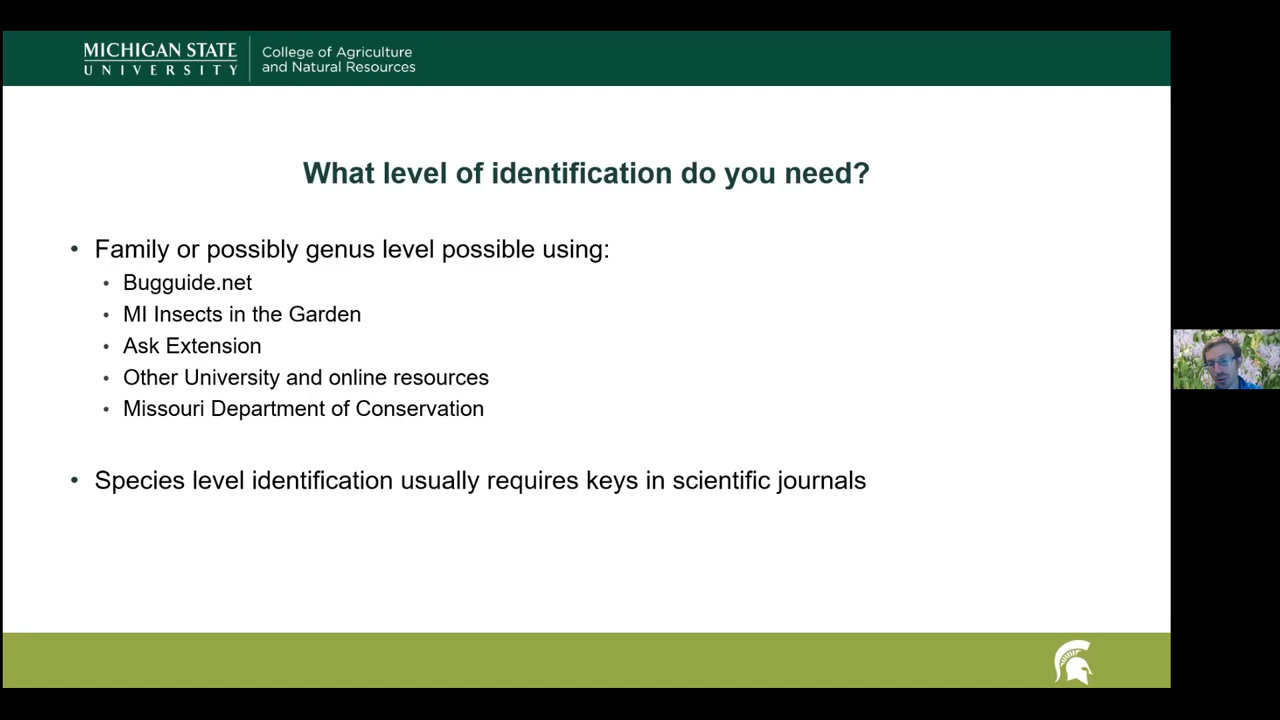 MICHIGAN STATE
UNIVERSITY
College of Agriculture
and Natural Resources
What level of identification do you need?
• Family or possibly genus level possible using:
• Bugguide.net
• MI Insects in the Garden
• Ask Extension
• Other University and online resources
• Missouri Department of Conservation
• Species level identification usually requires keys in scientific journals